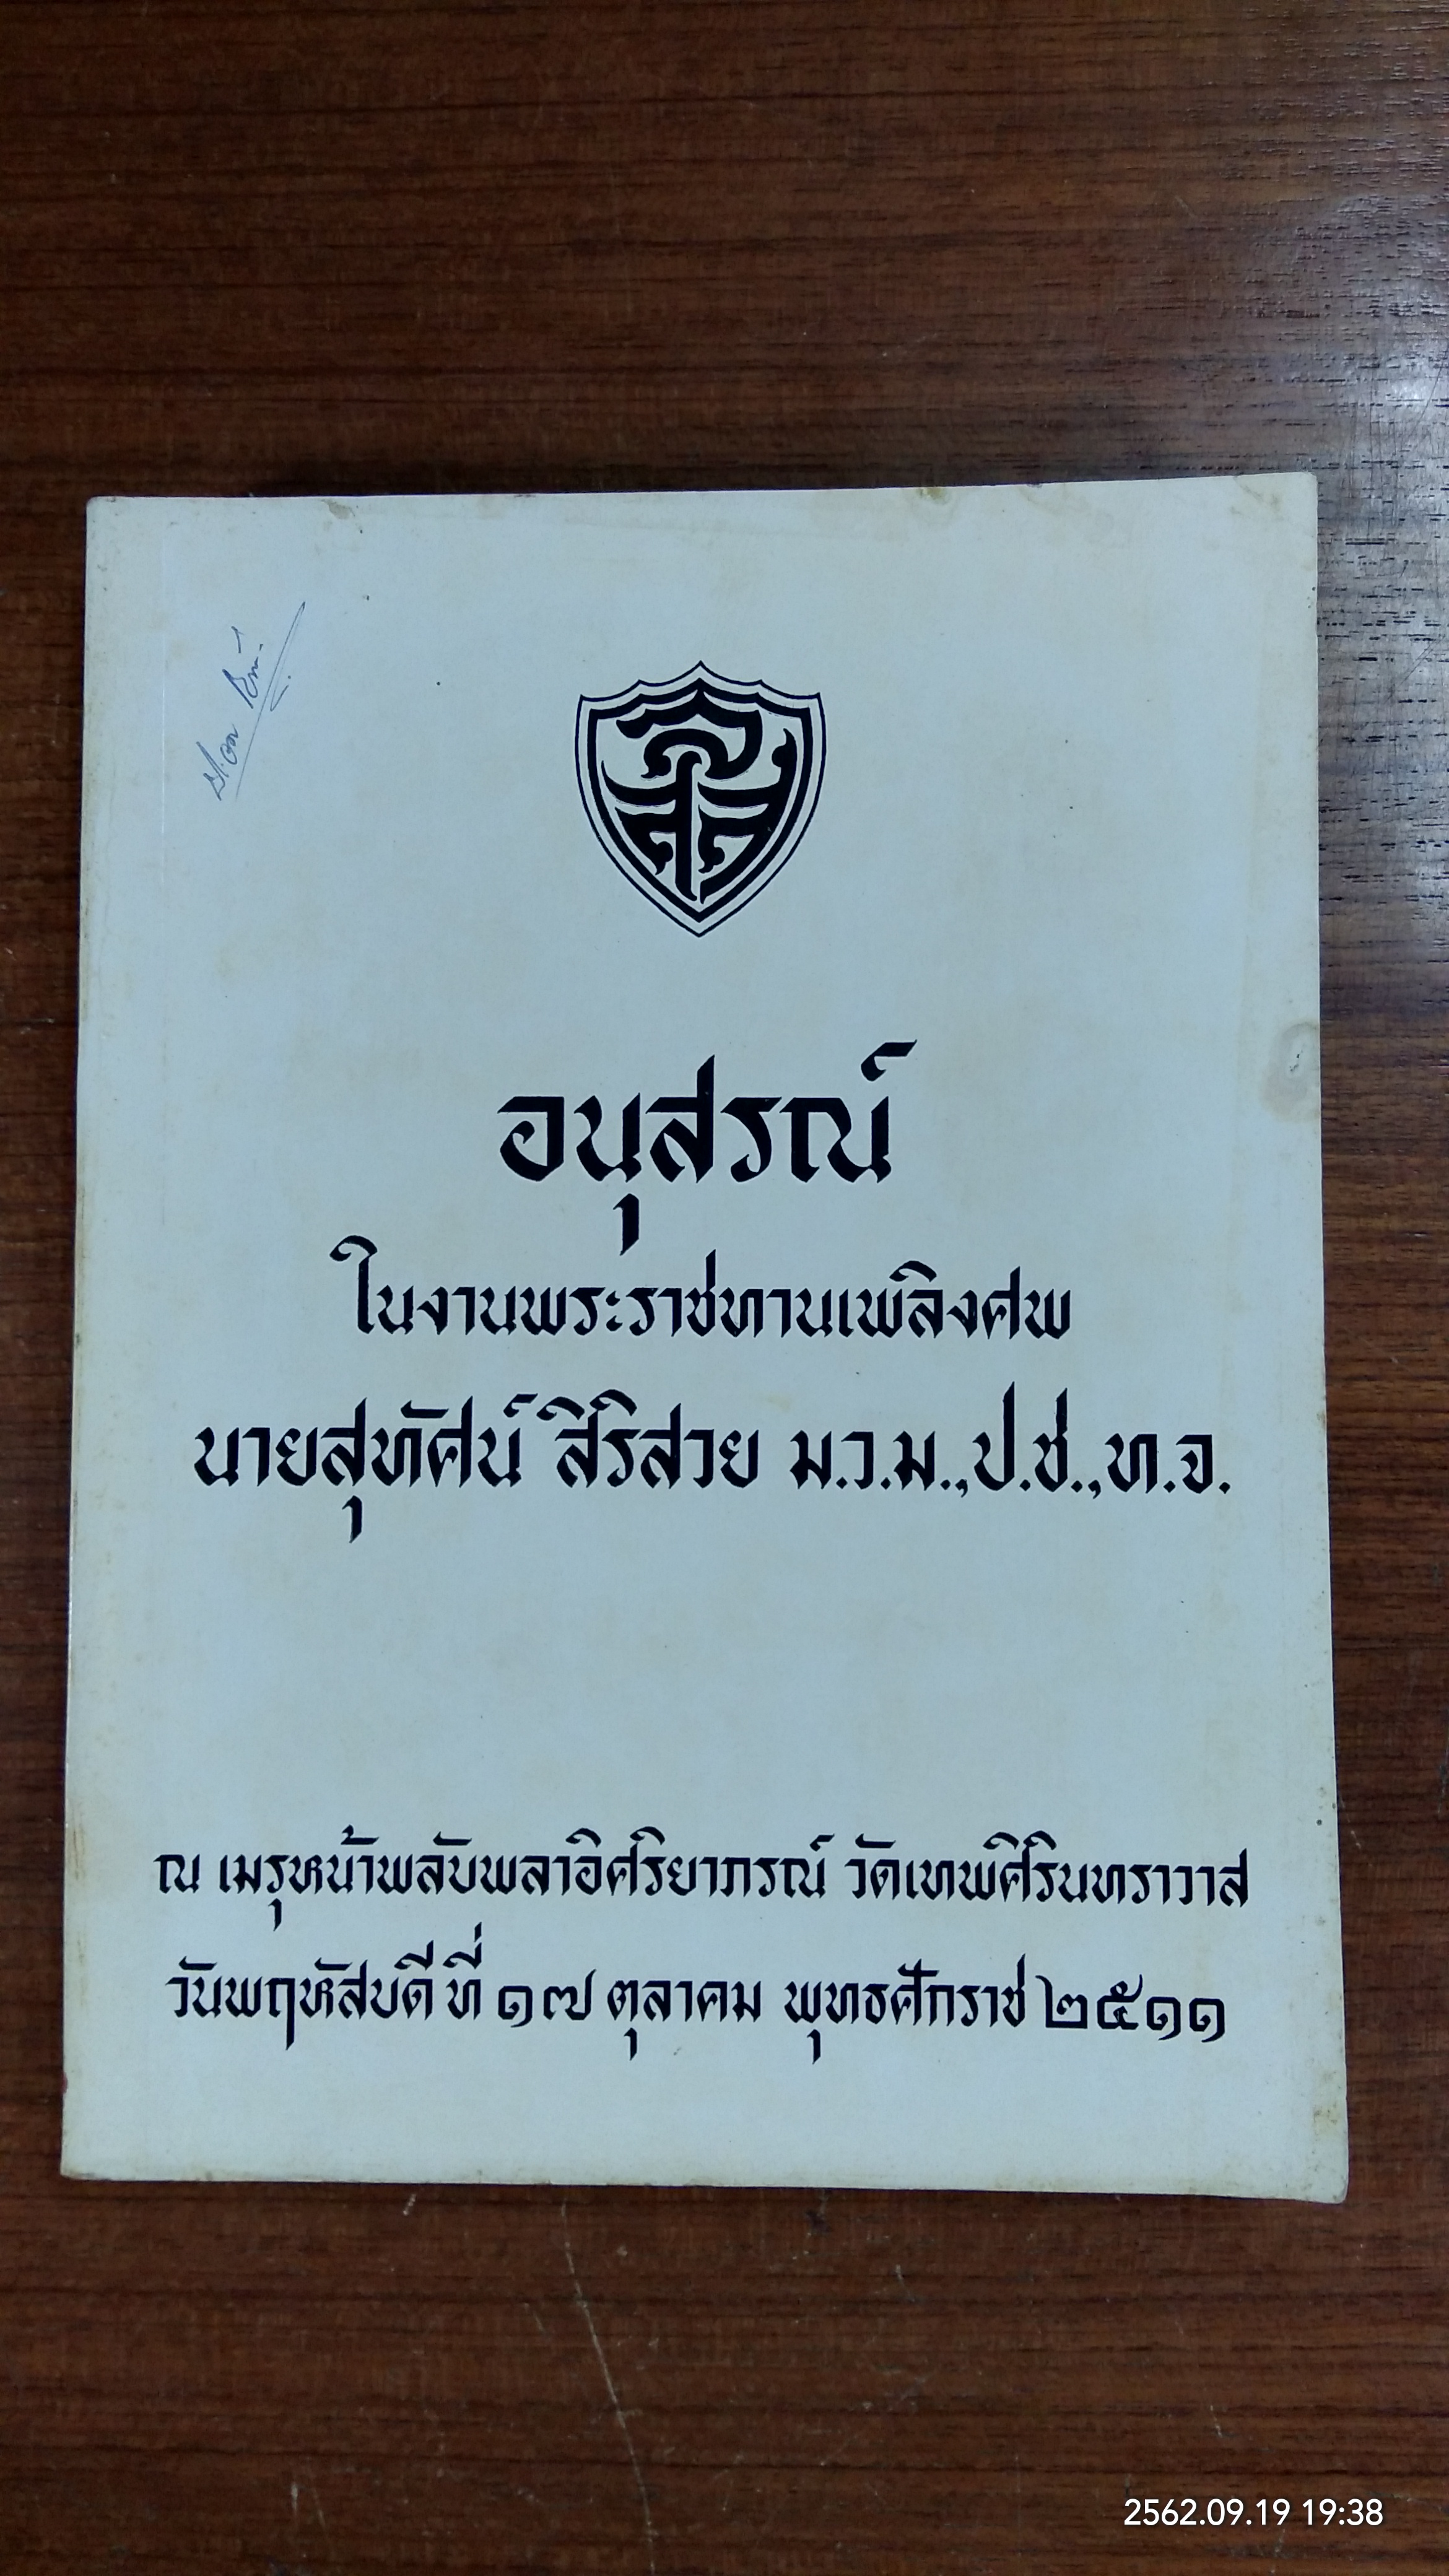 อนุสรณ์
ในงานพระราชทานเพลิงศพ
นายสุทัศน์ สิริสวย ม.ว.ม.,ป.ช.,ท.จ.
ณ เมรุหน้าพลับพลาอิศริยาภรณ์ วัดเทพศิรินทราวาส
วันพฤหัสบดี ที่ ๑๗ ตุลาคม พุทธศักราช ๒๕๑๑
2562.09.19 19:38